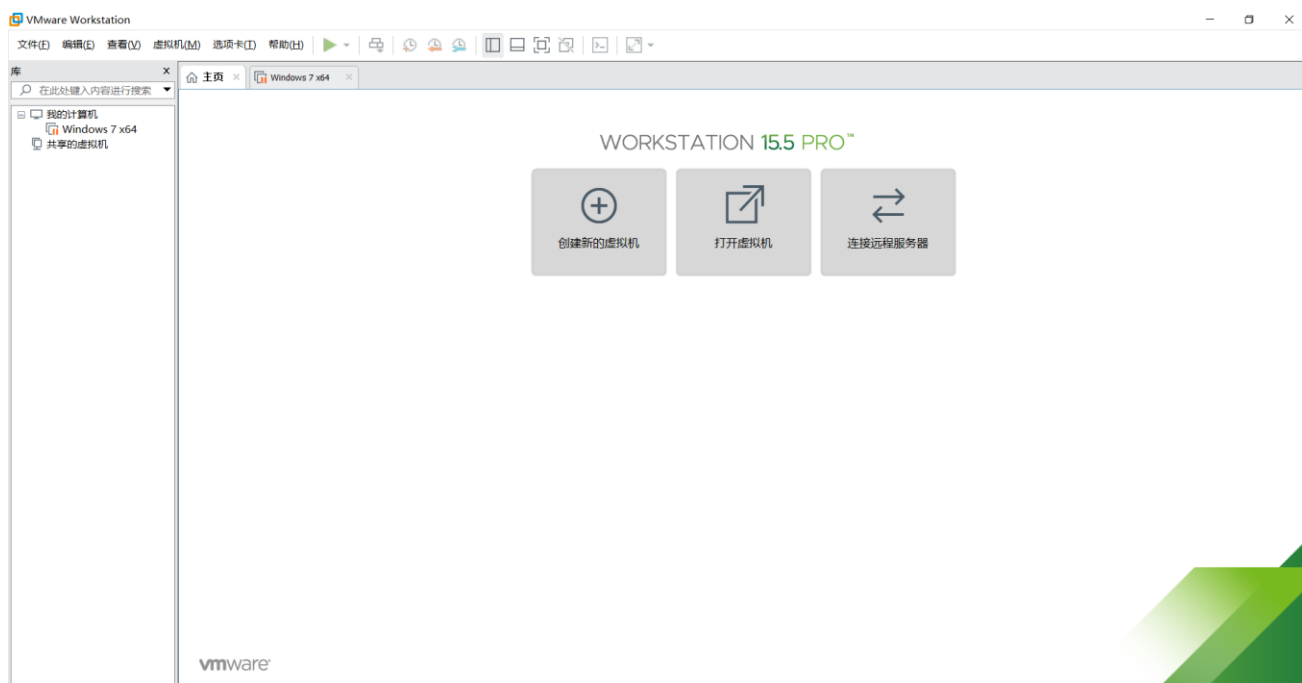 VMware Workstation
文件(F) 编辑(E) 查看(V) 虚拟机(M) 选项卡(T) 帮助(H)
库
在此处键入内容进行搜索
我的计算机
Windows 7 x64
共享的虚拟机
主页 Windows 7 x64
WORKSTATION 15.5 PRO™
创建新的虚拟机 打开虚拟机 连接远程服务器
vmware